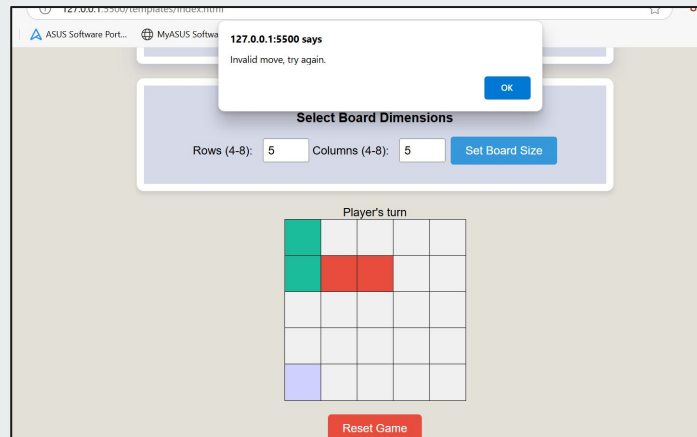 127.0.0.1:5500/templates/index.html
ASUS Software Port...
MyASUS Softwa
127.0.0.1:5500 says
Invalid move, try again.
OK
Select Board Dimensions
Rows (4-8): 5 Columns (4-8): 5 Set Board Size
Player's turn
Reset Game